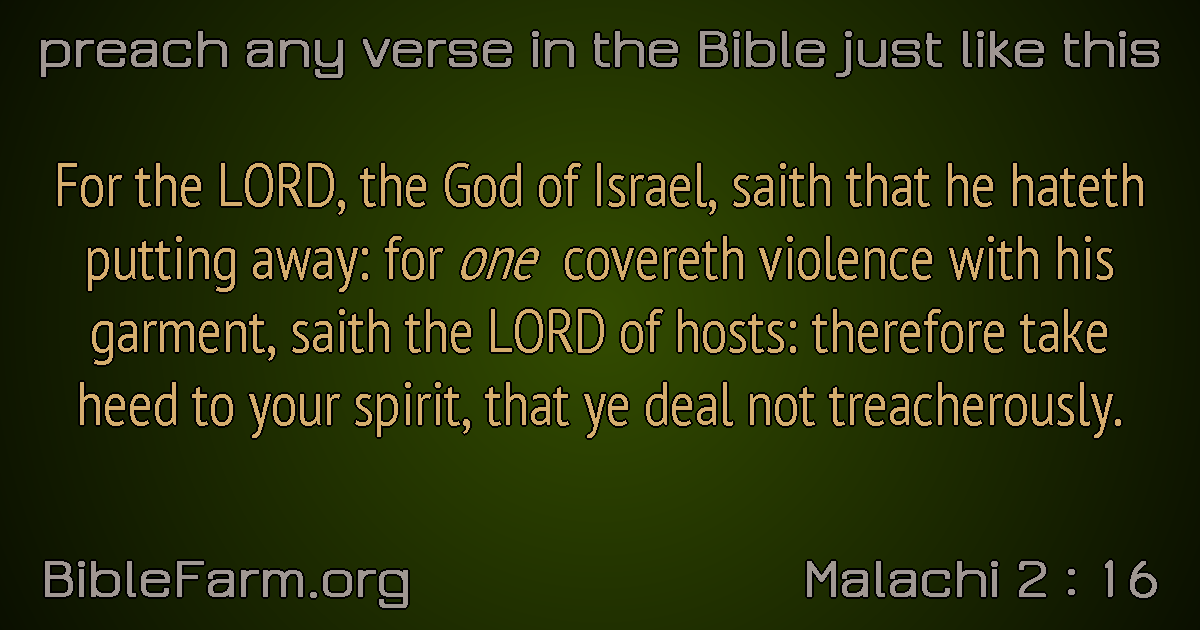 preach any verse in the Bible just like this
For the LORD, the God of Israel, saith that he hateth
putting away: for one covereth violence with his
garment, saith the LORD of hosts: therefore take
heed to your spirit, that ye deal not treacherously.
BibleFarm.org
Malachi 2 : 16